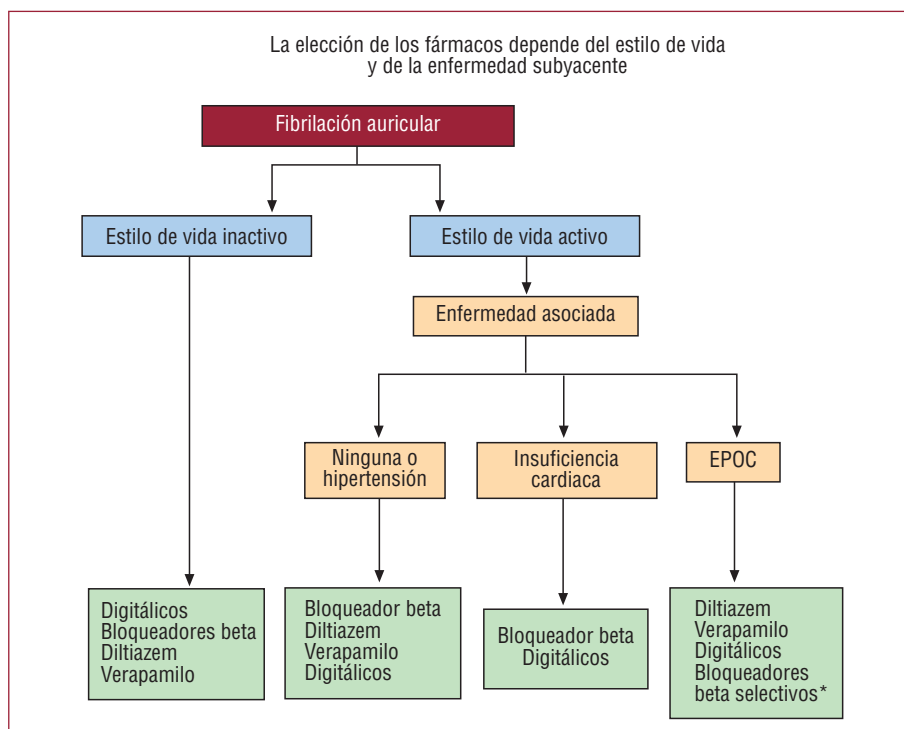 La elección de los fármacos depende del estilo de vida
y de la enfermedad subyacente
Fibrilación auricular
Estilo de vida inactivo
Estilo de vida activo
Enfermedad asociada
Ninguna o
hipertensión
Insuficiencia
cardiaca
EPOC
Digitálicos
Bloqueadores beta
Diltiazem
Verapamilo
Bloqueador beta
Diltiazem
Verapamilo
Digitálicos
Bloqueador beta
Digitálicos
Diltiazem
Verapamilo
Digitálicos
Bloqueadores
beta selectivos*